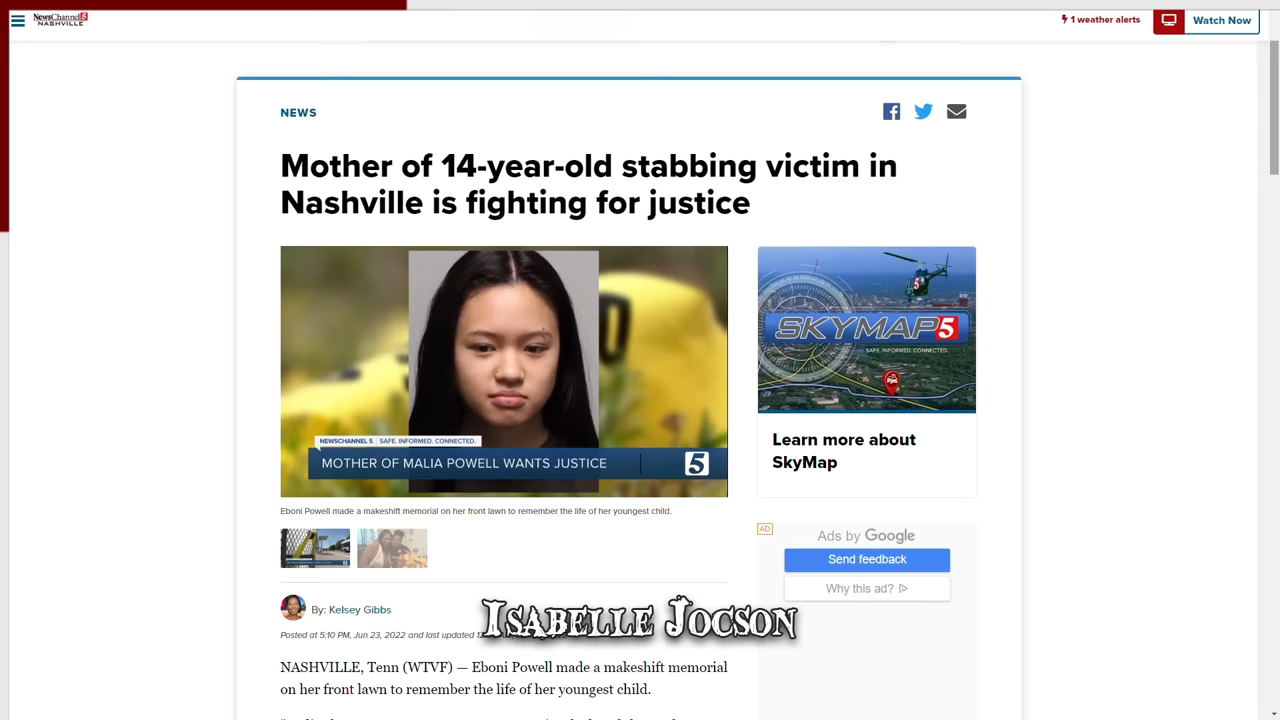 NewsChannel 5
NASHVILLE
1 weather alerts
Watch Now
NEWS
Mother of 14-year-old stabbing victim in
Nashville is fighting for justice
NEWSCHANNEL 5 | SAFE. INFORMED. CONNECTED.
MOTHER OF MALIA POWELL WANTS JUSTICE
5
Eboni Powell made a makeshift memorial on her front lawn to remember the life of her youngest child.
5
SKYMAP 5
SAFE. INFORMED. CONNECTED.
Learn more about
SkyMap
AD
Ads by Google
Send feedback
Why this ad?
By: Kelsey Gibbs
Isabelle Jocson
Posted at 5:10 PM, Jun 23, 2022 and last updated
NASHVILLE, Tenn (WTVF) — Eboni Powell made a makeshift memorial
on her front lawn to remember the life of her youngest child.